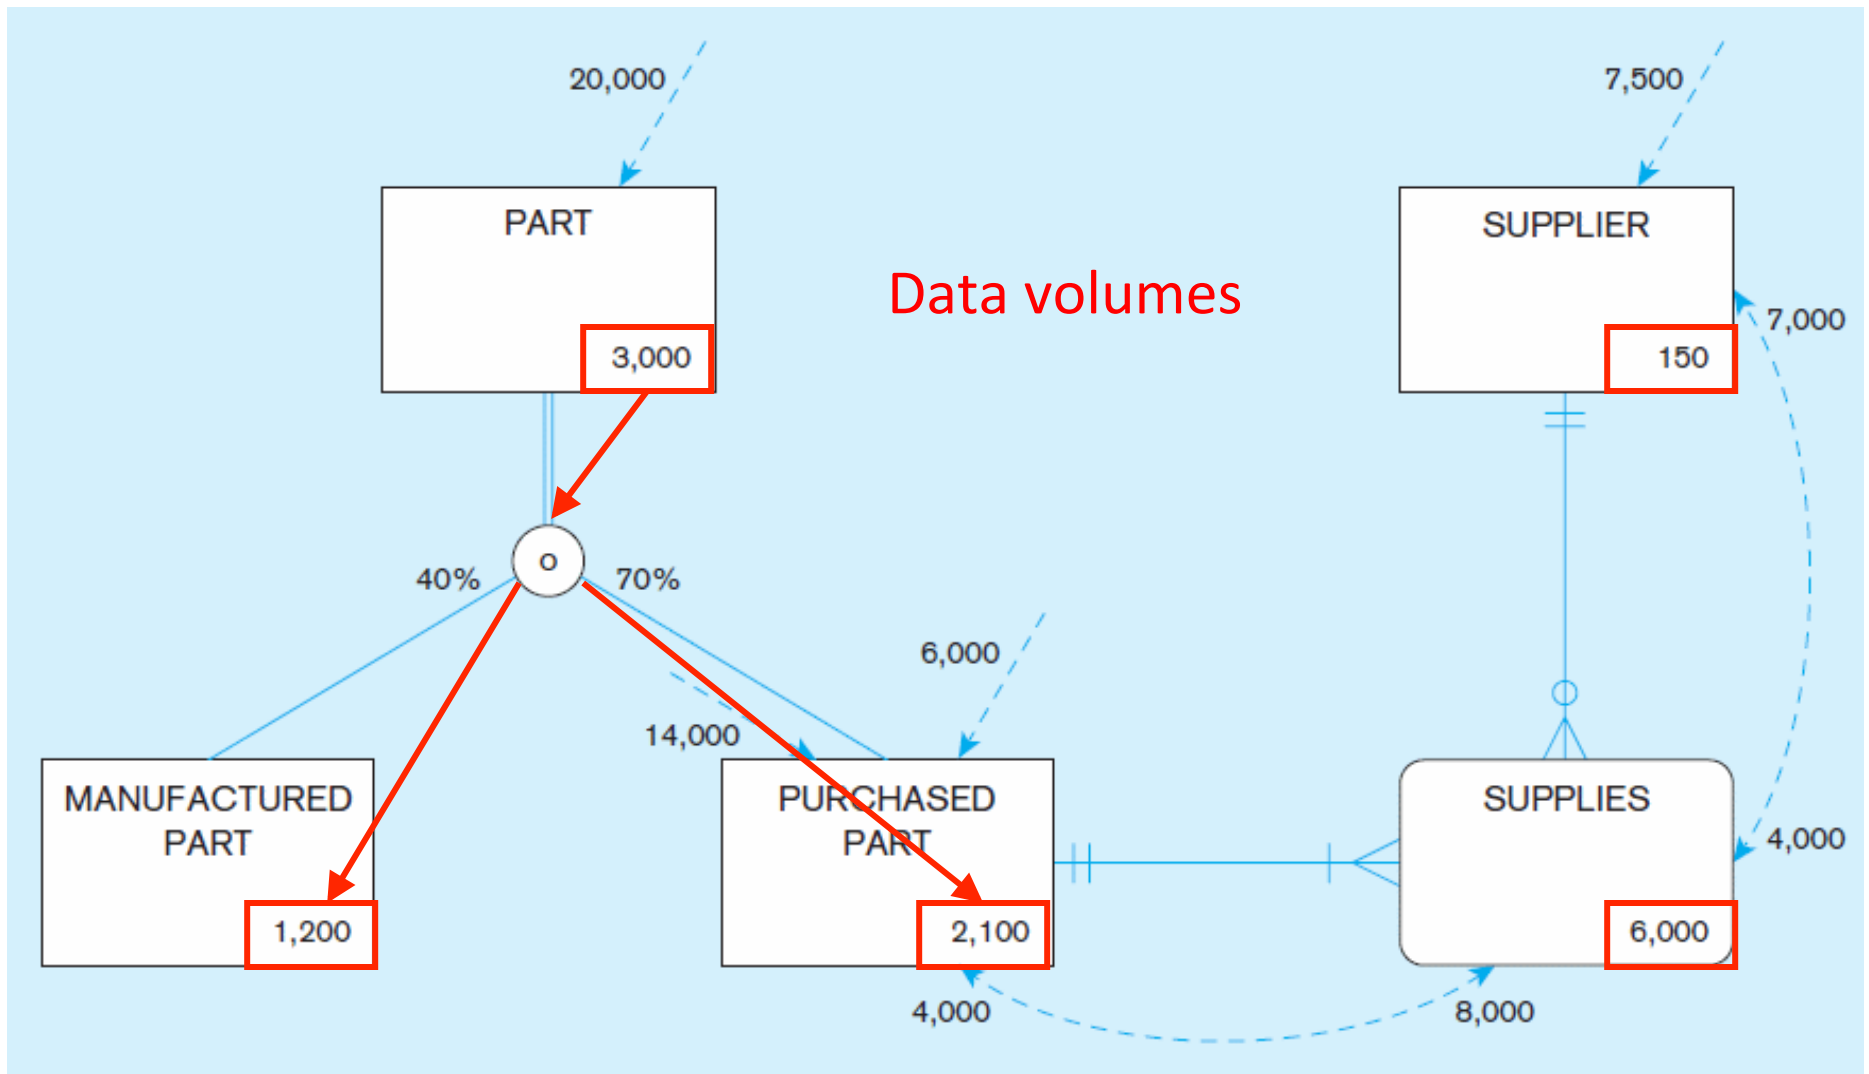 20,000
7,500
PART
SUPPLIER
Data volumes
7,000
3,000
150
o
40%
70%
6,000
14,000
MANUFACTURED
PART
PURCHASED
PART
SUPPLIES
4,000
1,200
2,100
6,000
4,000
8,000